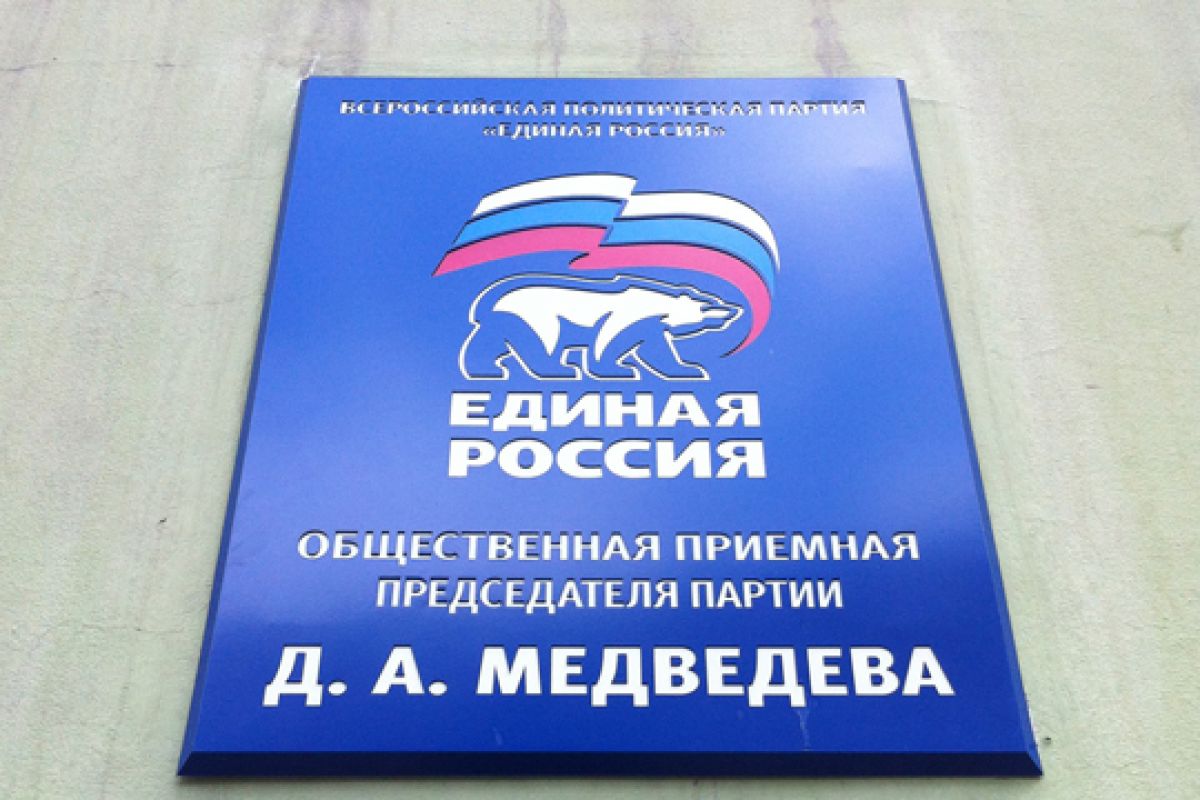 ВСЕРОССИЙСКАЯ ПОЛИТИЧЕСКАЯ ПАРТИЯ
«ЕДИНАЯ РОССИЯ»
ЕДИНАЯ
РОССИЯ
ОБЩЕСТВЕННАЯ ПРИЕМНАЯ
ПРЕДСЕДАТЕЛЯ ПАРТИИ
Д. А. МЕДВЕДЕВА